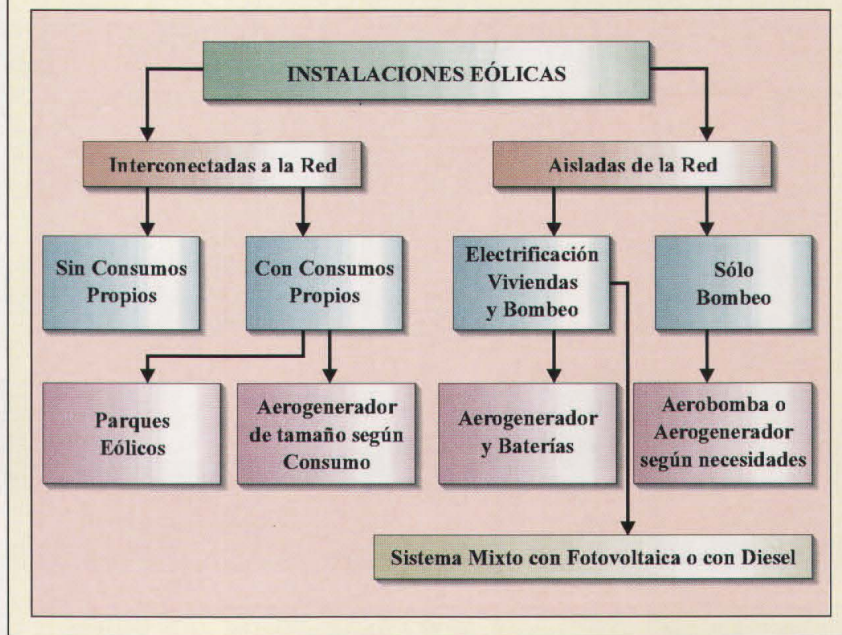 INSTALACIONES EÓLICAS
Interconectadas a la Red
Aisladas de la Red
Sin Consumos
Propios
Con Consumos
Propios
Electrificación
Viviendas
y Bombeo
Sólo
Bombeo
Parques
Eólicos
Aerogenerador
de tamaño según
Consumo
Aerogenerador
y Baterías
Aerobomba o
Aerogenerador
según necesidades
Sistema Mixto con Fotovoltaica o con Diesel